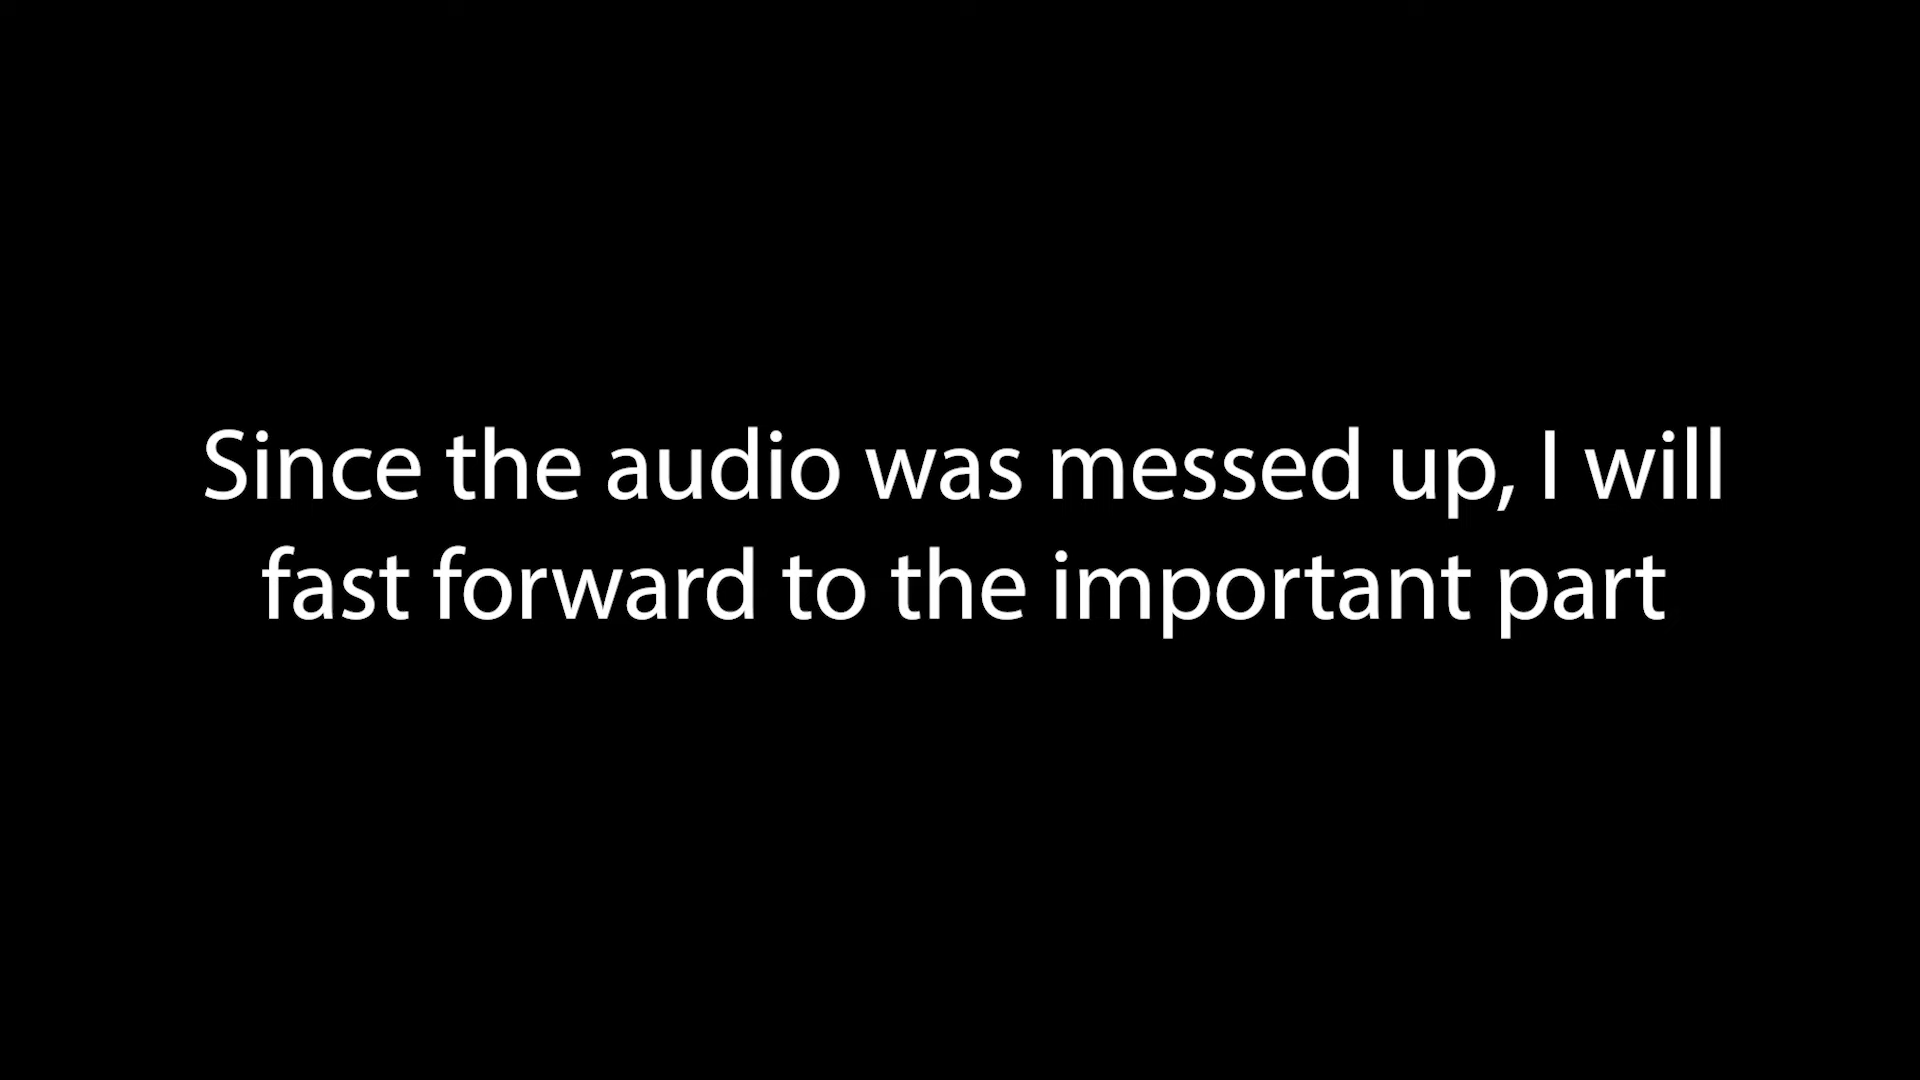 Since the audio was messed up, I will
fast forward to the important part